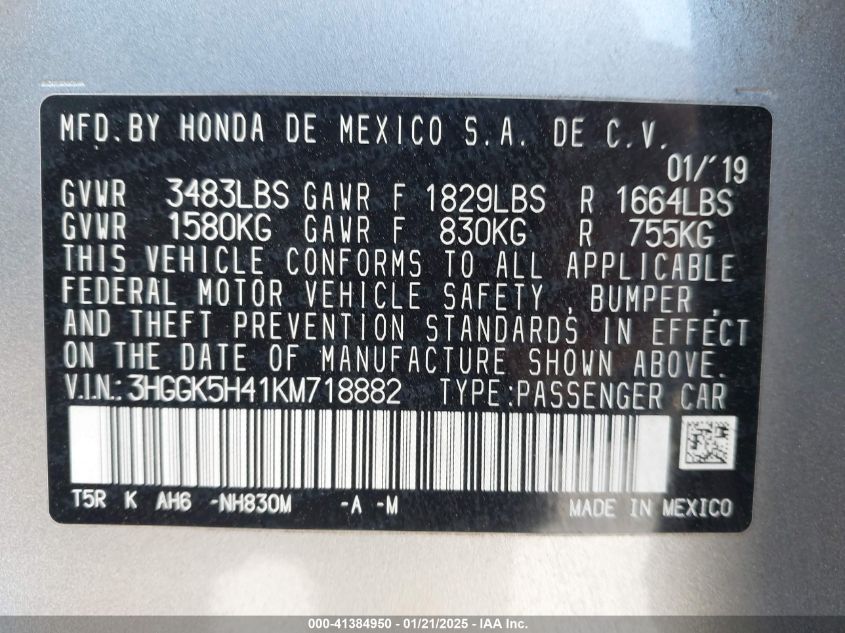 MFD.BY HONDA DE MEXICO S.A. DE C.V.
01/'19
GVWR 3483LBS GAWR F 1829LBS R 1664LBS
GVWR 1580KG GAWR F 830KG R 755KG
THIS VEHICLE CONFORMS TO ALL APPLICABLE
FEDERAL MOTOR VEHICLE SAFETY , BUMPER ,
AND THEFT PREVENTION STANDARDS IN EFFECT
ON THE DATE OF MANUFACTURE SHOWN ABOVE.
V.I.N.:3HGGK5H41KM718882 TYPE:PASSENGER CAR
T5R K AH6 -NH830M -A -M MADE IN MEXICO
000-41384950 | 01/21/2025 - IAA Inc.